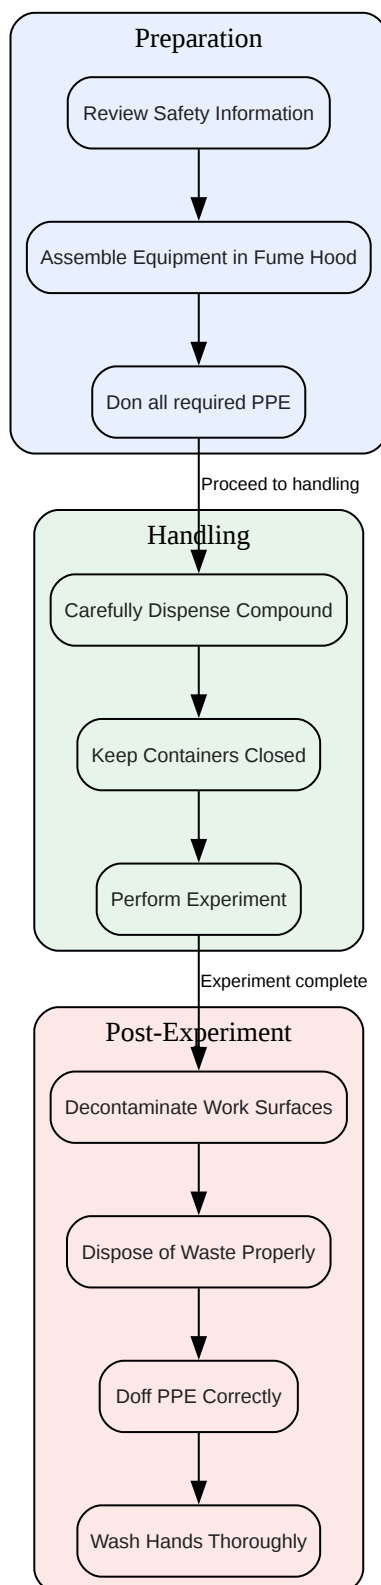 Preparation
Review Safety Information
Assemble Equipment in Fume Hood
Don all required PPE
Proceed to handling
Handling
Carefully Dispense Compound
Keep Containers Closed
Perform Experiment
Experiment complete
Post-Experiment
Decontaminate Work Surfaces
Dispose of Waste Properly
Doff PPE Correctly
Wash Hands Thoroughly